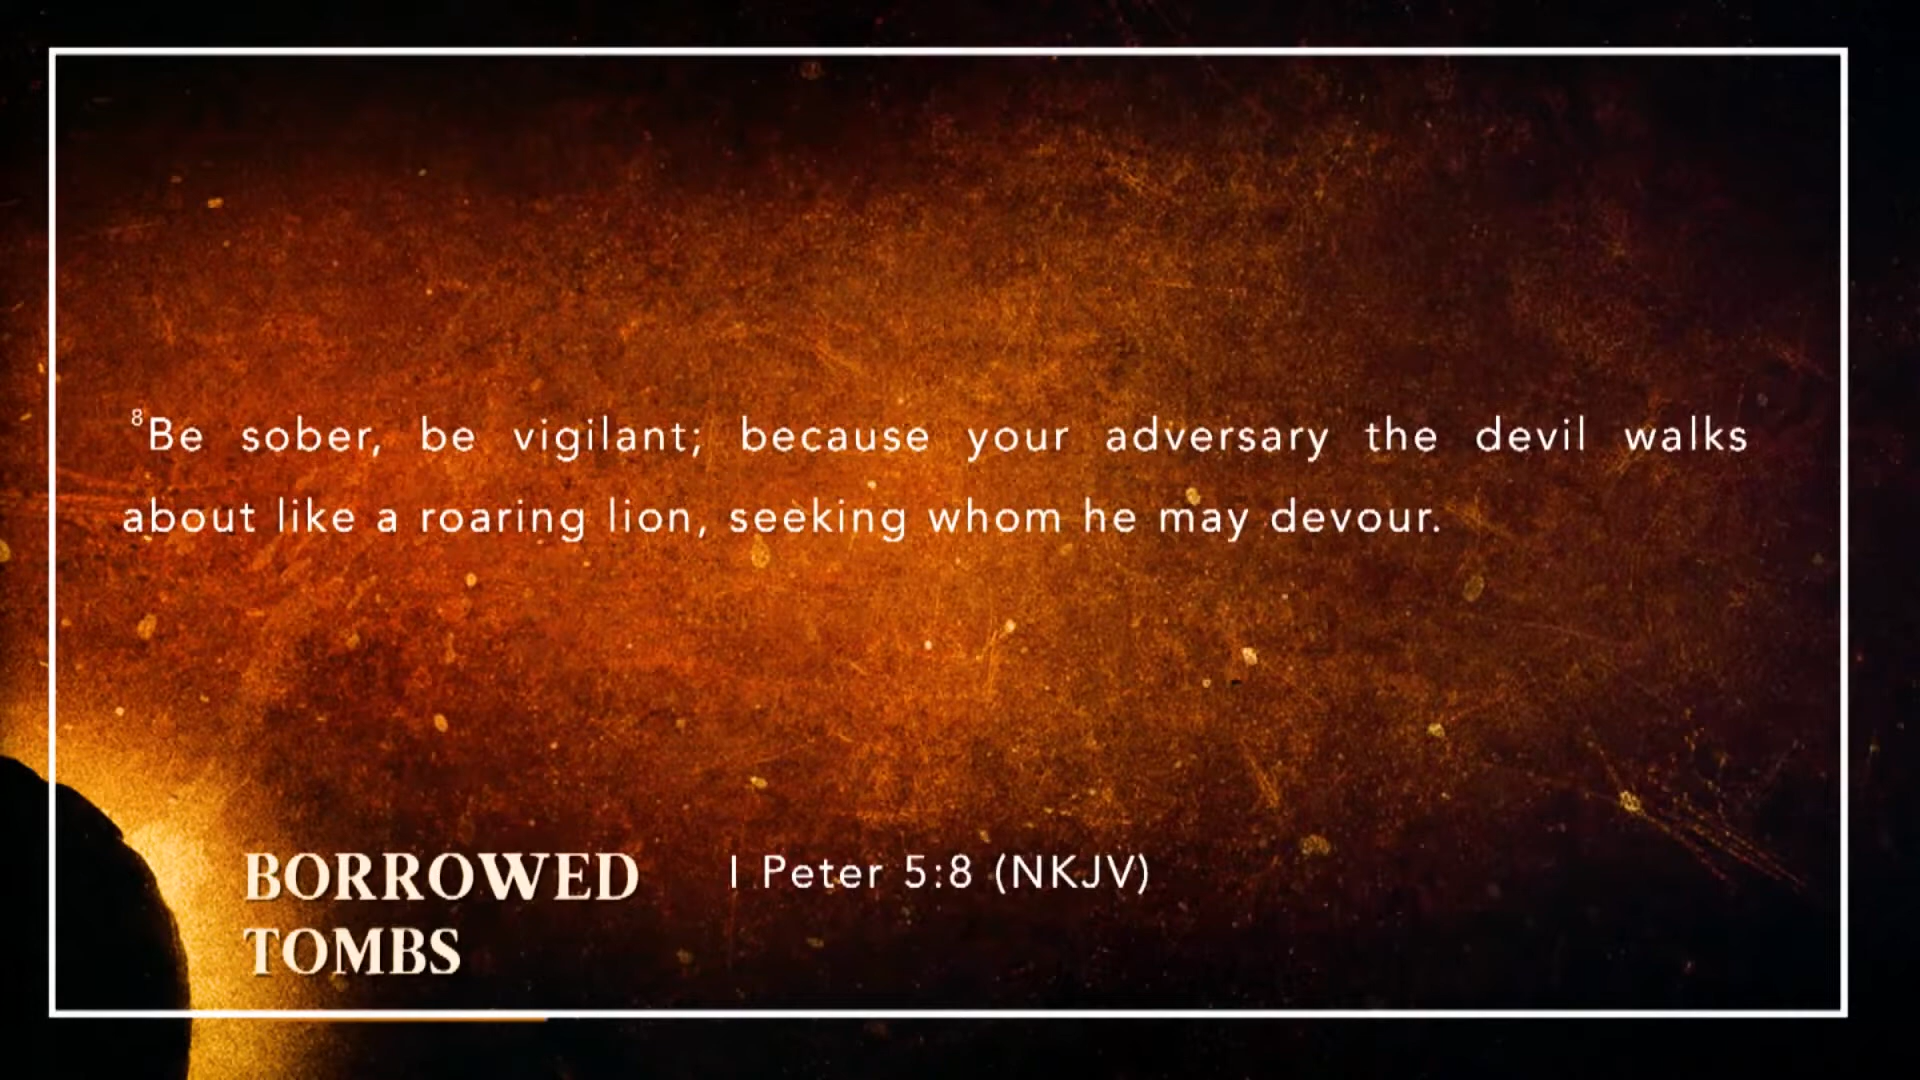 ⁸Be sober, be vigilant; because your adversary the devil walks
about like a roaring lion, seeking whom he may devour.
BORROWED
TOMBS
I Peter 5:8 (NKJV)